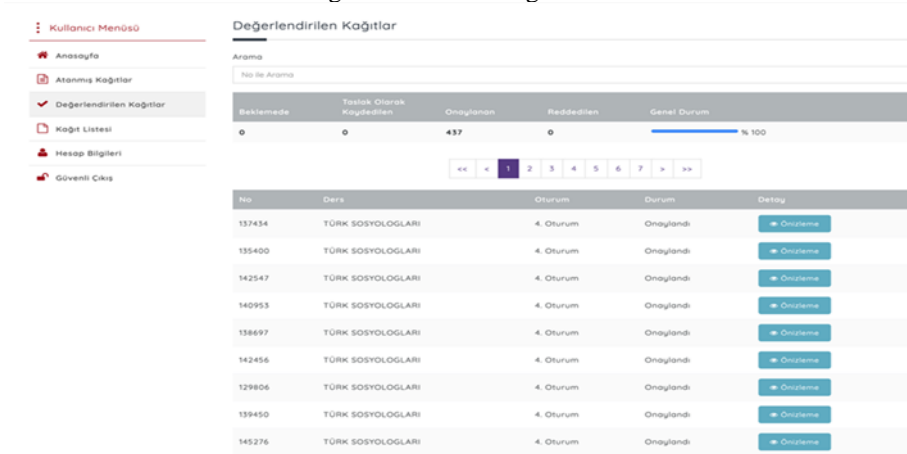 Kullanıcı Menüsü
Anasayfa
Atanmış Kağıtlar
Değerlendirilen Kağıtlar
Kağıt Listesi
Hesap Bilgileri
Güvenli Çıkış
Değerlendirilen Kağıtlar
Arama
No ile Arama
Beklemede Taslak Olarak Kaydedilen Onaylanan Reddedilen Genel Durum
0 0 437 0 % 100
<< < 1 2 3 4 5 6 7 > >>
No Ders Oturum Durum Detay
137434 TÜRK SOSYOLOGLARI 4. Oturum Onaylandı Önizleme
135400 TÜRK SOSYOLOGLARI 4. Oturum Onaylandı Önizleme
142547 TÜRK SOSYOLOGLARI 4. Oturum Onaylandı Önizleme
140953 TÜRK SOSYOLOGLARI 4. Oturum Onaylandı Önizleme
138697 TÜRK SOSYOLOGLARI 4. Oturum Onaylandı Önizleme
142456 TÜRK SOSYOLOGLARI 4. Oturum Onaylandı Önizleme
129806 TÜRK SOSYOLOGLARI 4. Oturum Onaylandı Önizleme
139450 TÜRK SOSYOLOGLARI 4. Oturum Onaylandı Önizleme
145276 TÜRK SOSYOLOGLARI 4. Oturum Onaylandı Önizleme